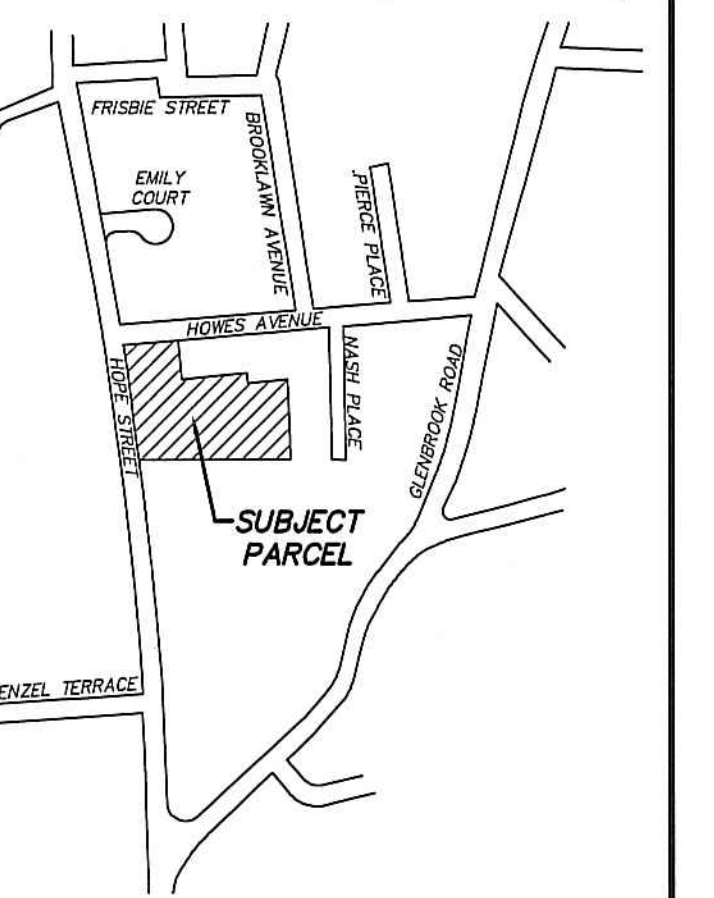 FRISBIE STREET
BROOKLAWN AVENUE
EMILY
COURT
PIERCE PLACE
HOWES AVENUE
HOPE STREET
NASH PLACE
GLENBROOK ROAD
SUBJECT
PARCEL
ENZEL TERRACE